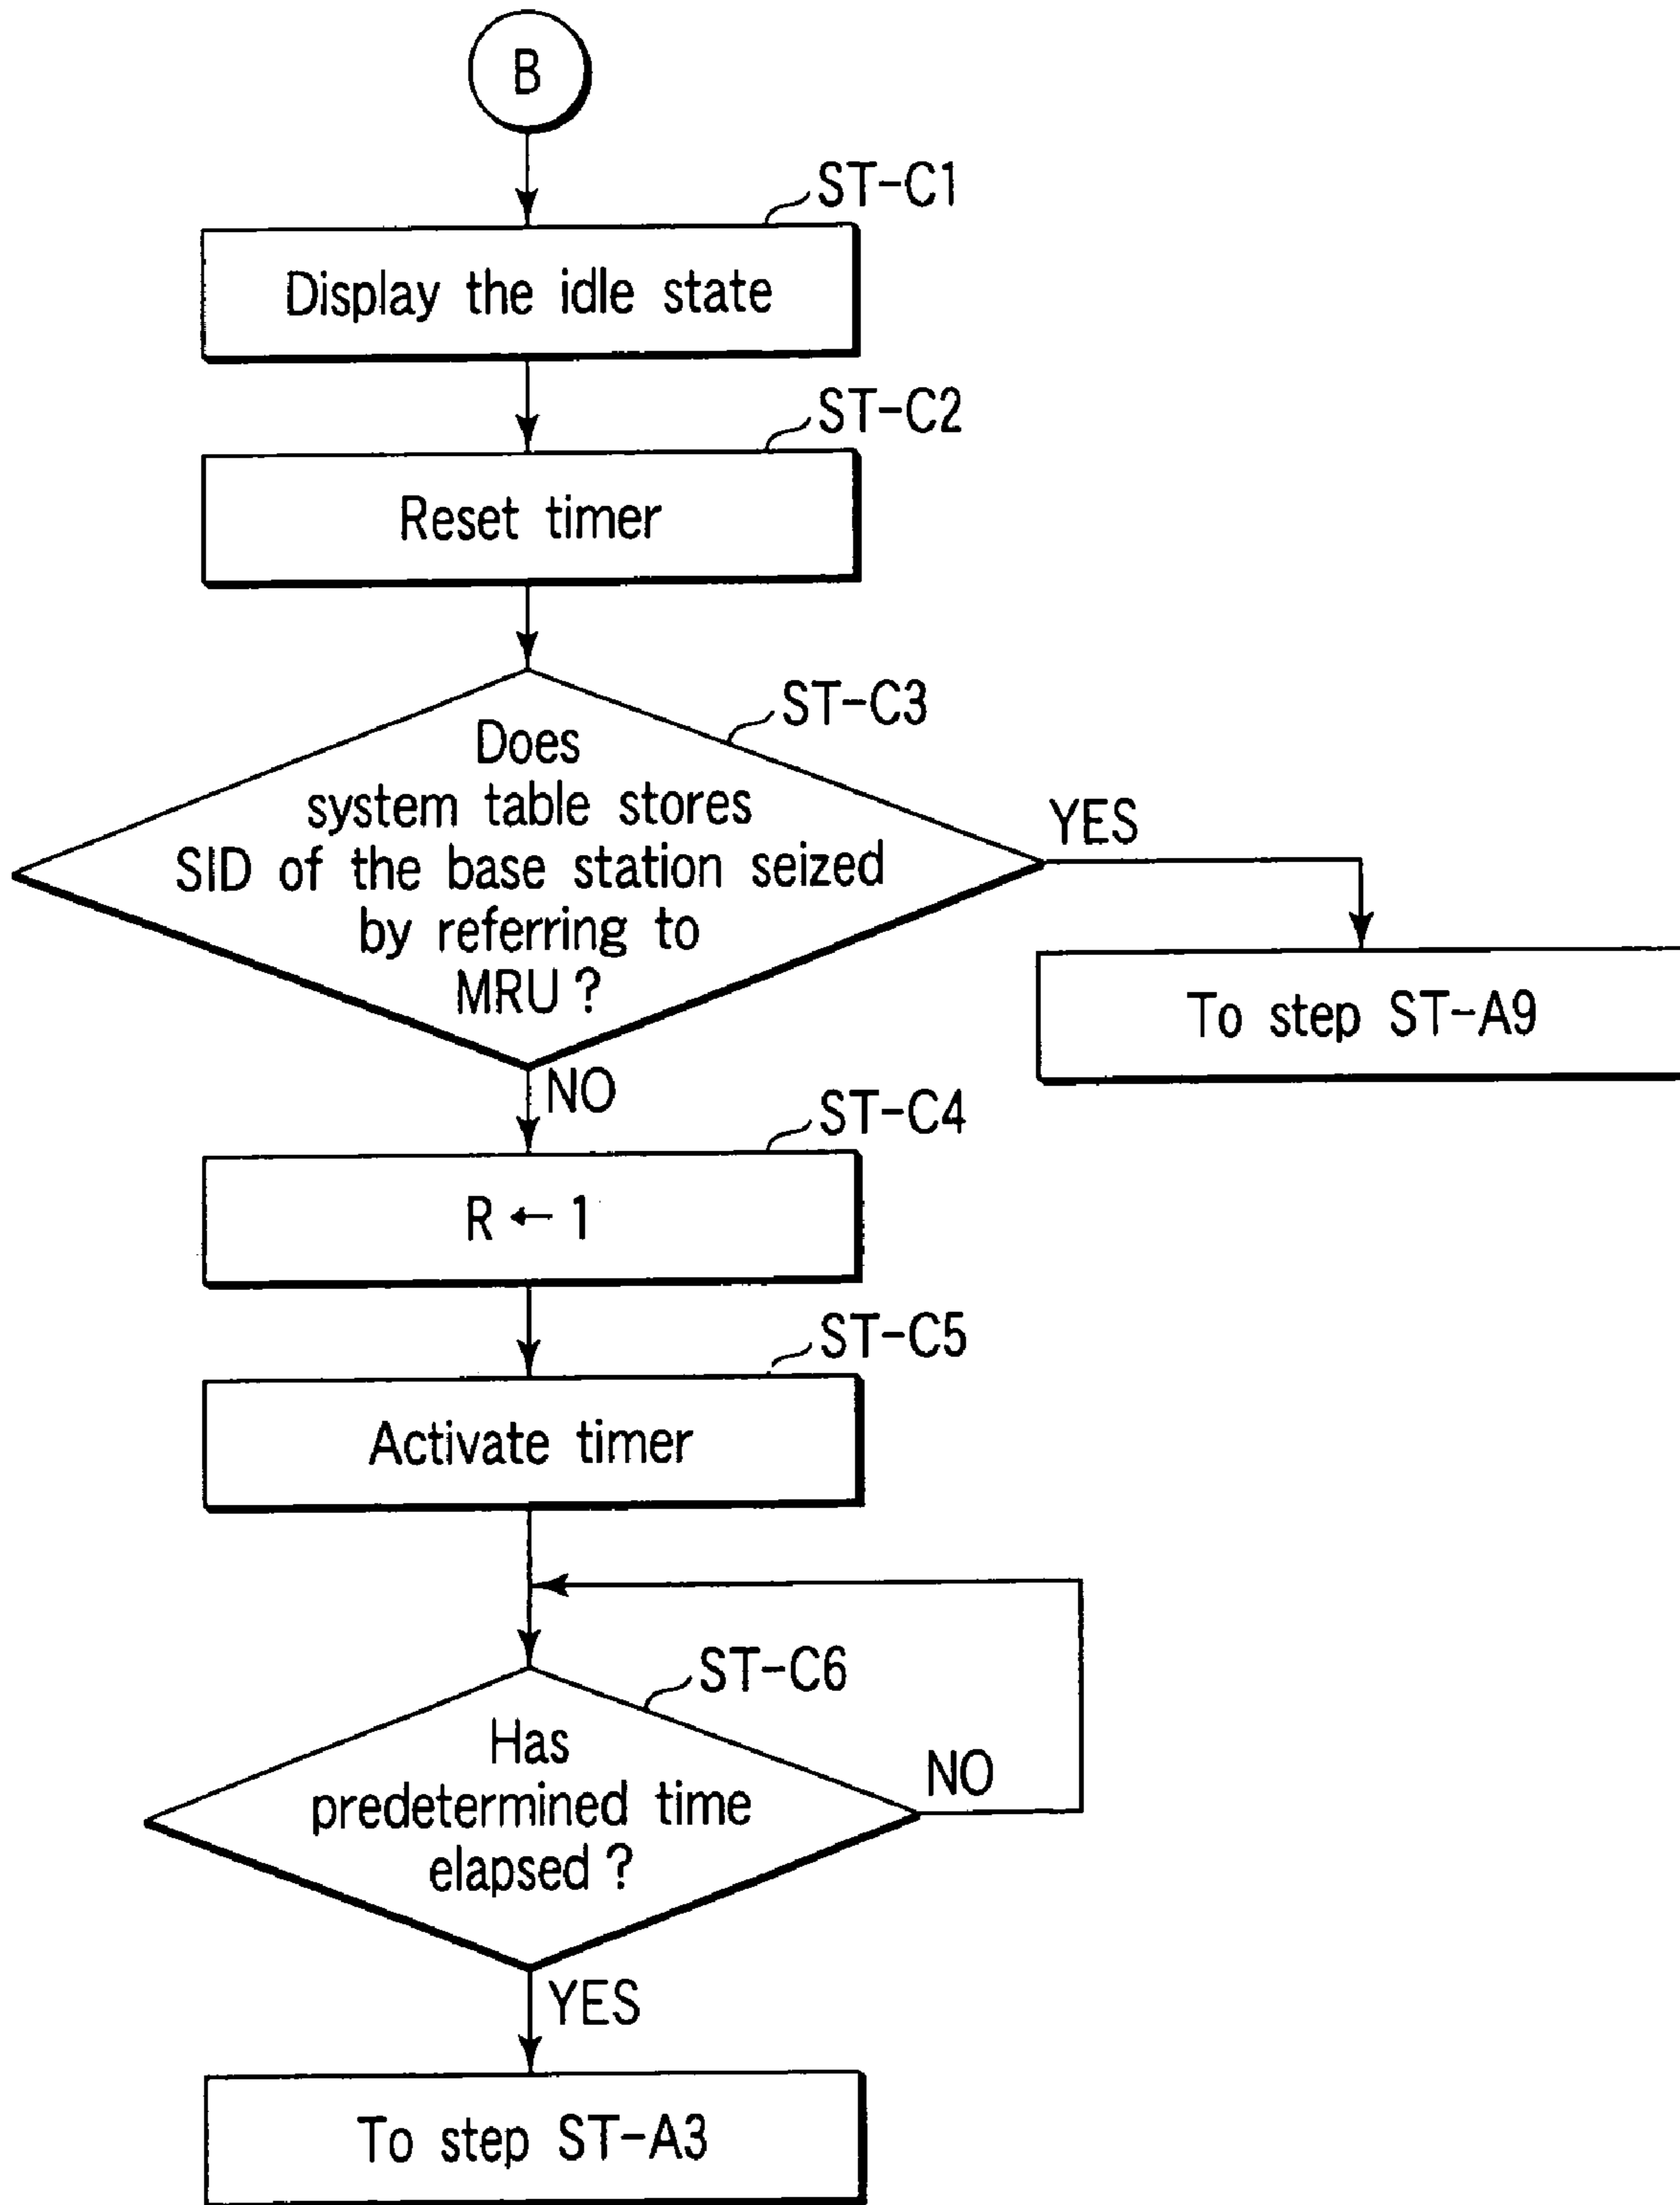 B
ST-C1
Display the idle state
ST-C2
Reset timer
ST-C3
Does
system table stores
SID of the base station seized
by referring to
MRU ?
YES
To step ST-A9
NO
ST-C4
R ← 1
ST-C5
Activate timer
ST-C6
Has
predetermined time
elapsed ?
NO
YES
To step ST-A3